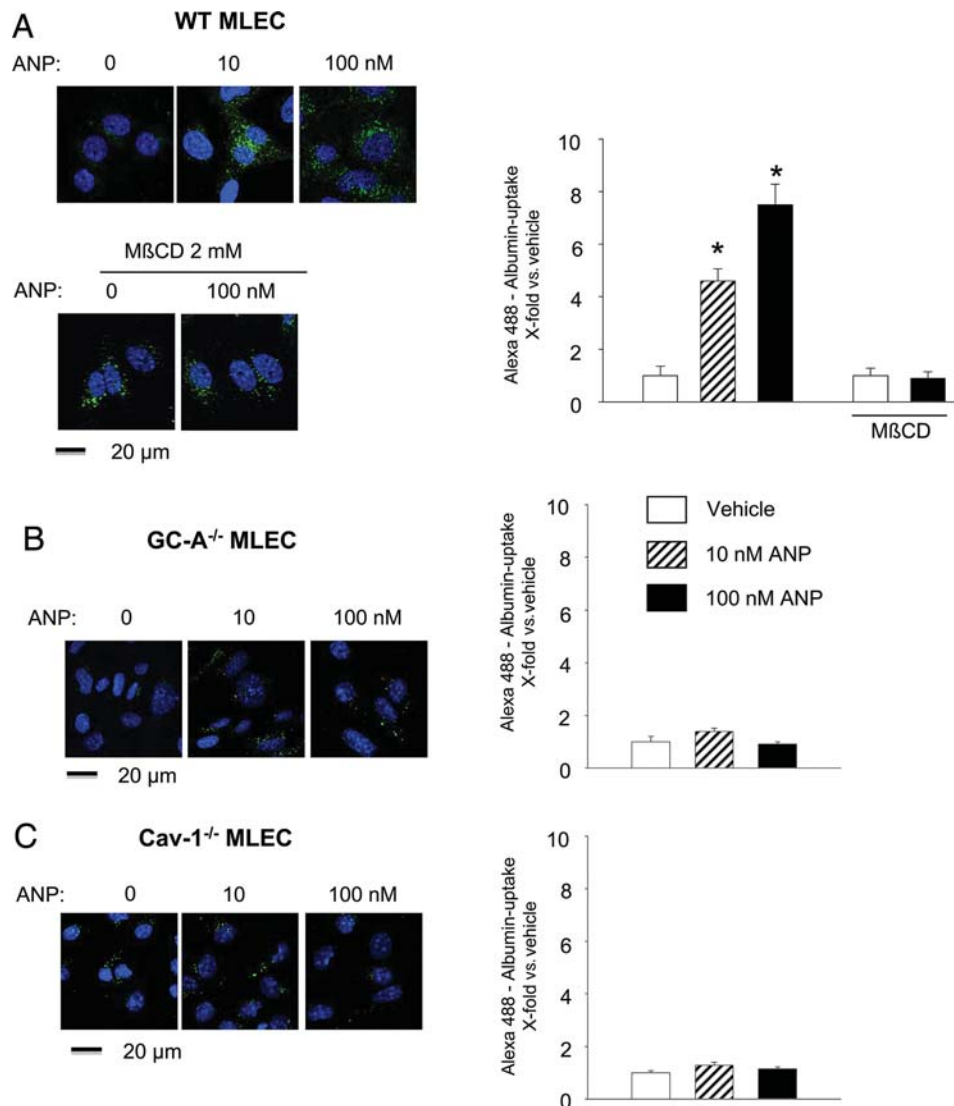 A
WT MLEC
ANP: 0 10 100 nM
MßCD 2 mM
ANP: 0 100 nM
20 µm
Alexa 488 - Albumin-uptake
X-fold vs. vehicle
10
8
6
4
2
0
*
*
MßCD
B
GC-A-/- MLEC
ANP: 0 10 100 nM
20 µm
Alexa 488 - Albumin-uptake
X-fold vs. vehicle
10
8
6
4
2
0
Vehicle
10 nM ANP
100 nM ANP
C
Cav-1-/- MLEC
ANP: 0 10 100 nM
20 µm
Alexa 488 - Albumin-uptake
X-fold vs. vehicle
10
8
6
4
2
0